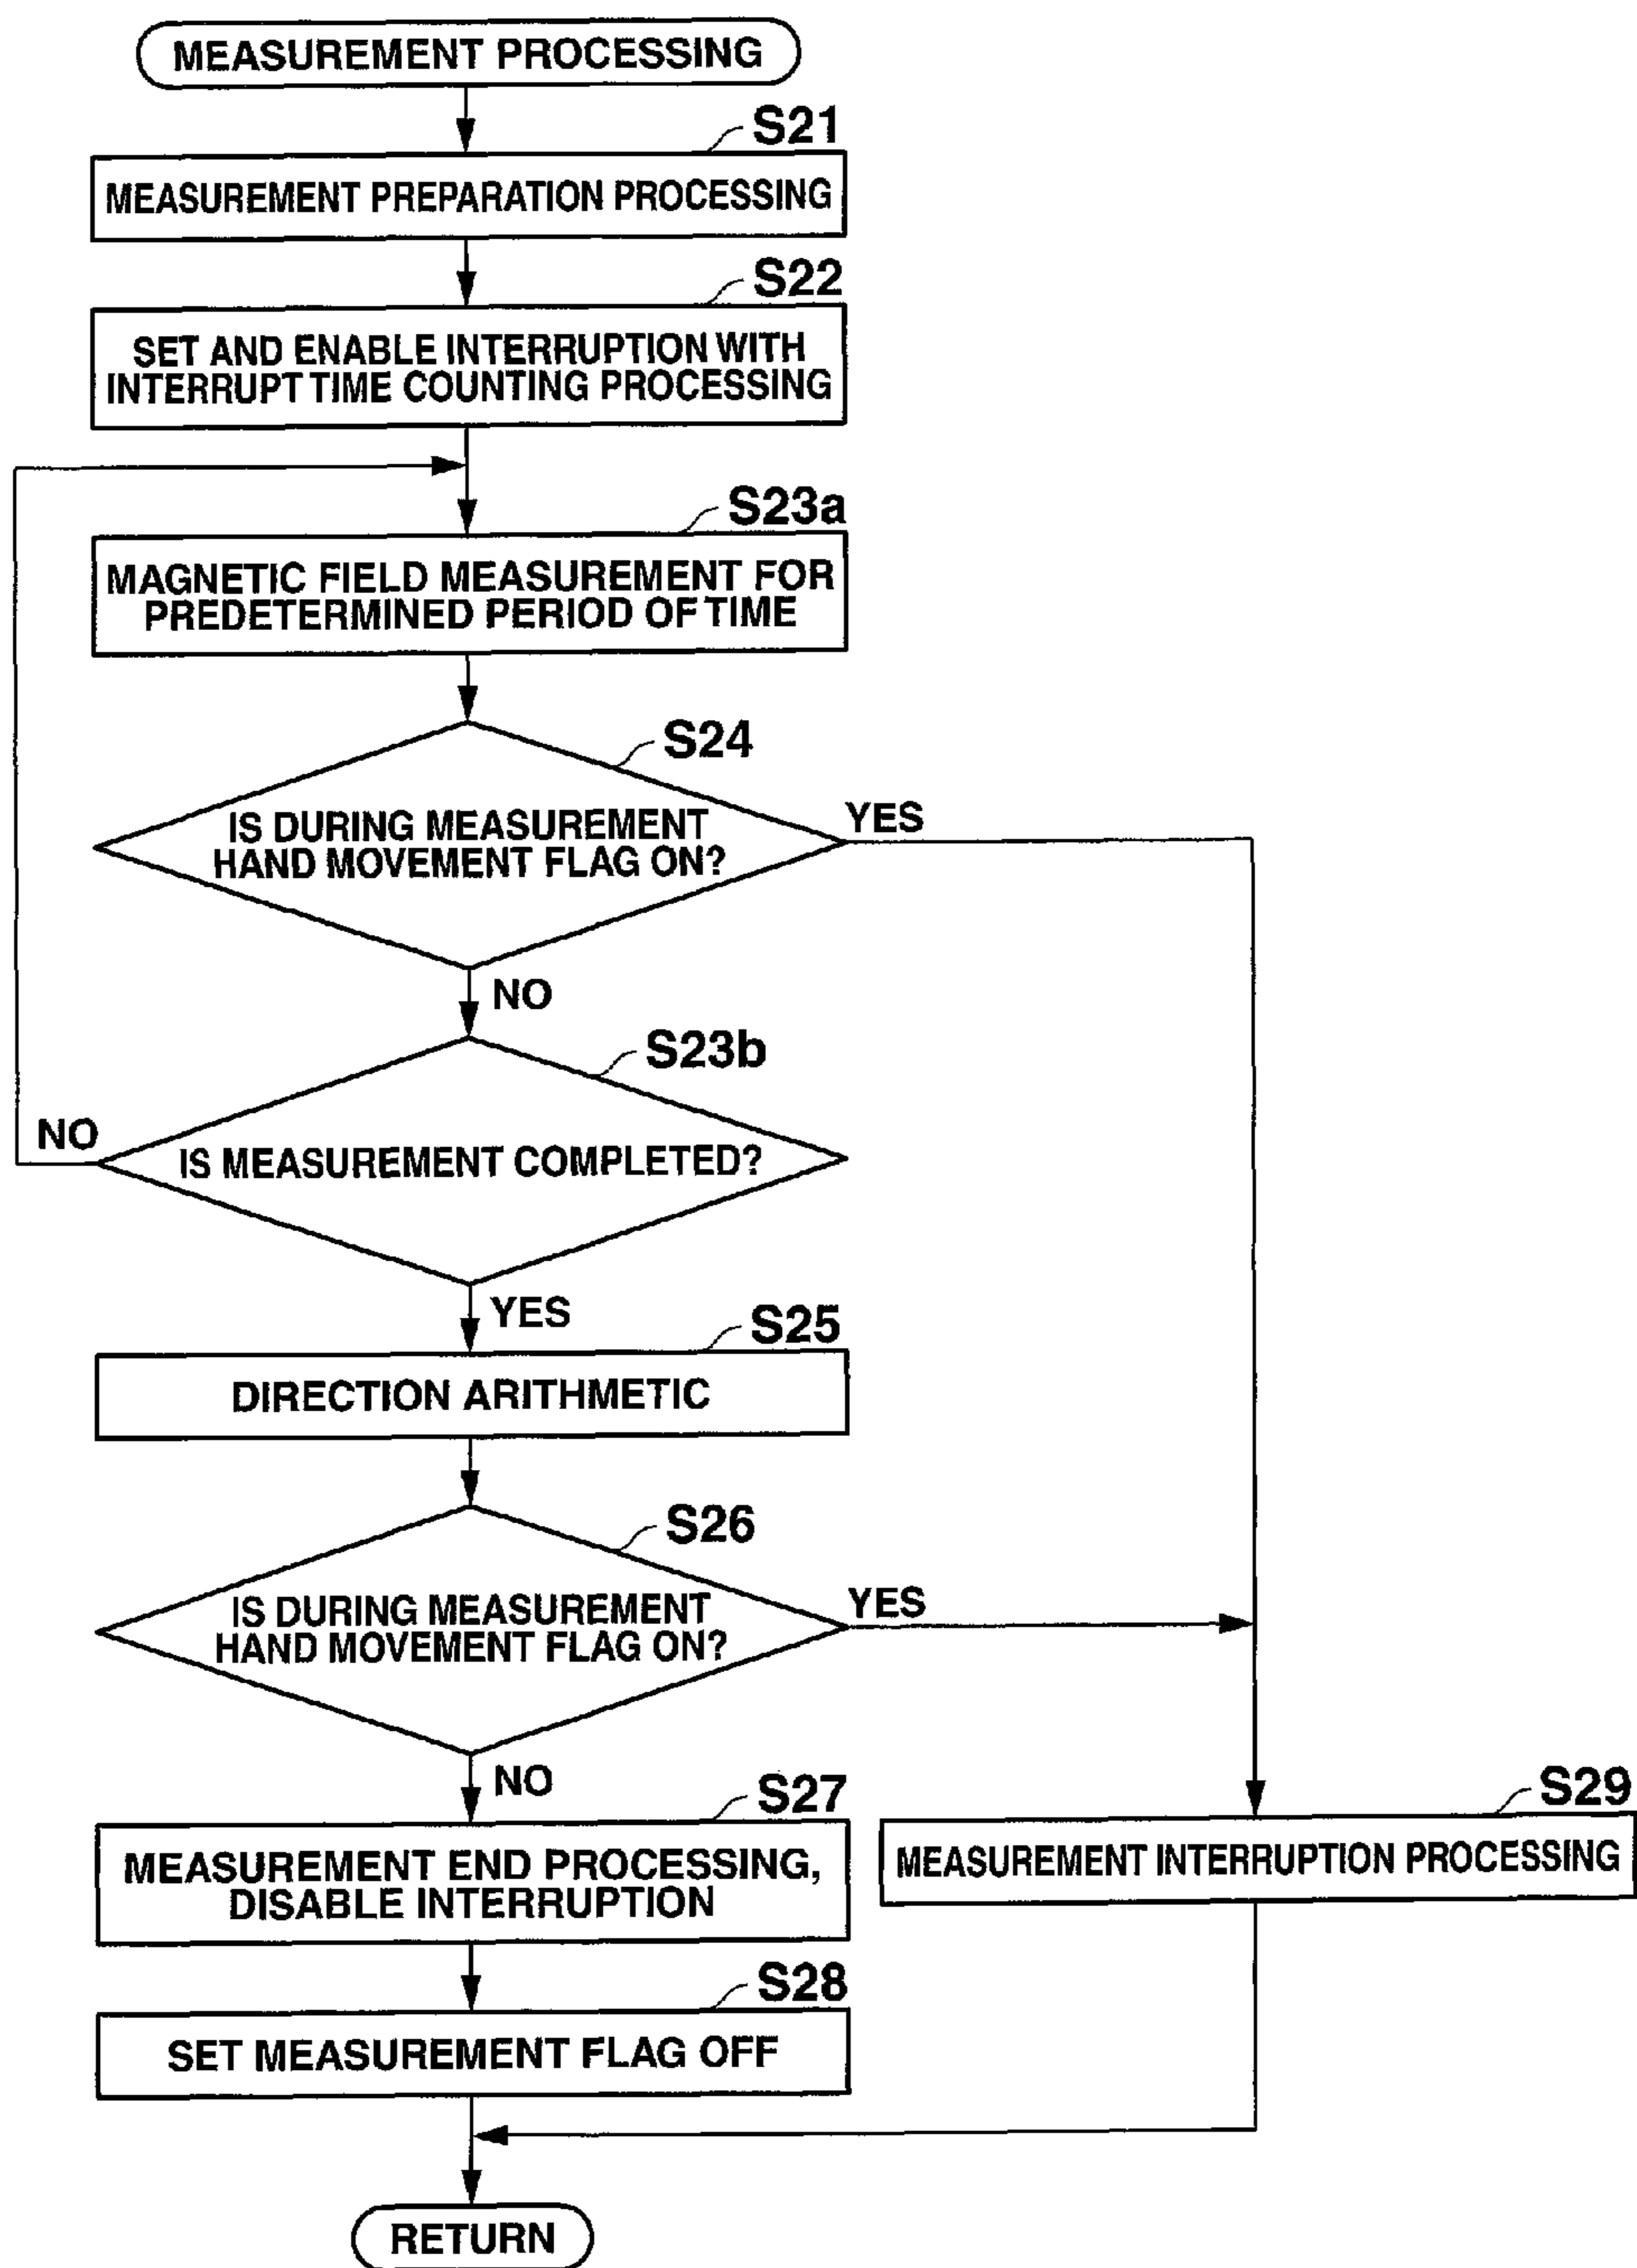 MEASUREMENT PROCESSING
S21
MEASUREMENT PREPARATION PROCESSING
S22
SET AND ENABLE INTERRUPTION WITH
INTERRUPT TIME COUNTING PROCESSING
S23a
MAGNETIC FIELD MEASUREMENT FOR
PREDETERMINED PERIOD OF TIME
S24
IS DURING MEASUREMENT
HAND MOVEMENT FLAG ON?
YES
NO
S23b
IS MEASUREMENT COMPLETED?
NO
YES
S25
DIRECTION ARITHMETIC
S26
IS DURING MEASUREMENT
HAND MOVEMENT FLAG ON?
YES
NO
S27
MEASUREMENT END PROCESSING,
DISABLE INTERRUPTION
S29
MEASUREMENT INTERRUPTION PROCESSING
S28
SET MEASUREMENT FLAG OFF
RETURN